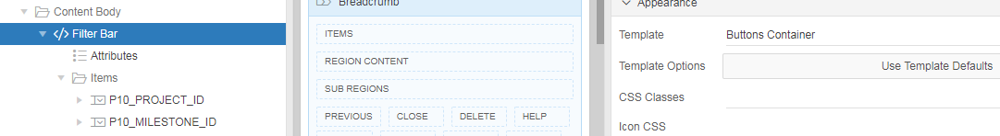 Content Body
Filter Bar
Attributes
Items
P10_PROJECT_ID
P10_MILESTONE_ID
Breadcrumb
ITEMS
REGION CONTENT
SUB REGIONS
PREVIOUS CLOSE DELETE HELP
Appearance
Template Buttons Container
Template Options Use Template Defaults
CSS Classes
Icon CSS